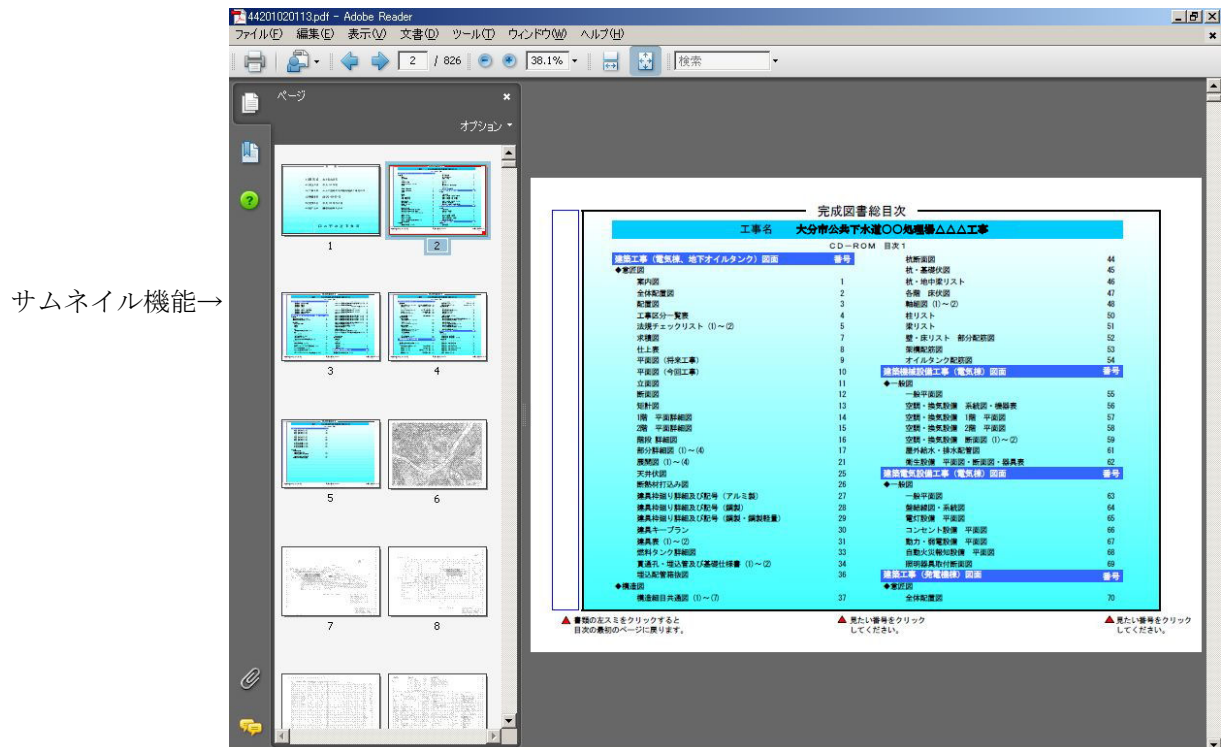 44201020113.pdf - Adobe Reader
ファイル(F) 編集(E) 表示(V) 文書(D) ツール(T) ウィンドウ(W) ヘルプ(H)
2 / 826 38.1% 検索
ページ
オプション
サムネイル機能→
1
2
3
4
5
6
7
8
完成図書総目次
工事名 大分市公共下水道〇〇処理場△△△工事
CD-ROM 目次1
建築工事（電気棟、地下オイルタンク）図面 番号
◆意匠図
案内図 1
全体配置図 2
配置図 3
工事区分一覧表 4
法規チェックリスト (1)～(2) 5
求積図 7
仕上表 8
平面図（将来工事） 9
平面図（今回工事） 10
立面図 11
断面図 12
矩計図 13
1階 平面詳細図 14
2階 平面詳細図 15
階段 詳細図 16
部分詳細図 (1)～(4) 17
展開図 (1)～(4) 21
天井伏図 25
断熱材打込み図 26
建具枠廻り詳細及び記号（アルミ製） 27
建具枠廻り詳細及び記号（鋼製） 28
建具枠廻り詳細及び記号（鋼製・鋼製軽量） 29
建具キープラン 30
建具表 (1)～(2) 31
燃料タンク詳細図 33
貫通孔・埋込管及び基礎仕様書 (1)～(2) 34
埋込配管箱抜図 36
◆構造図
構造細目共通図 (1)～(7) 37
杭断面図 44
杭・基礎伏図 45
杭・地中梁リスト 46
各階 床伏図 47
軸組図 (1)～(2) 48
柱リスト 50
梁リスト 51
壁・床リスト 部分配筋図 52
架構配筋図 53
オイルタンク配筋図 54
建築機械設備工事（電気棟）図面 番号
◆一般図
一般平面図 55
空調・換気設備 系統図・機器表 56
空調・換気設備 1階 平面図 57
空調・換気設備 2階 平面図 58
空調・換気設備 断面図 (1)～(2) 59
屋外給水・排水配管図 61
衛生設備 平面図・断面図・器具表 62
建築電気設備工事（電気棟）図面 番号
◆一般図
一般平面図 63
盤結線図・系統図 64
電灯設備 平面図 65
コンセント設備 平面図 66
動力・弱電設備 平面図 67
自動火災報知設備 平面図 68
照明器具取付断面図 69
建築工事（発電機棟）図面 番号
◆意匠図
全体配置図 70
▲ 書類の左スミをクリックすると
目次の最初のページに戻ります。
▲ 見たい番号をクリック
してください。
▲ 見たい番号をクリック
してください。